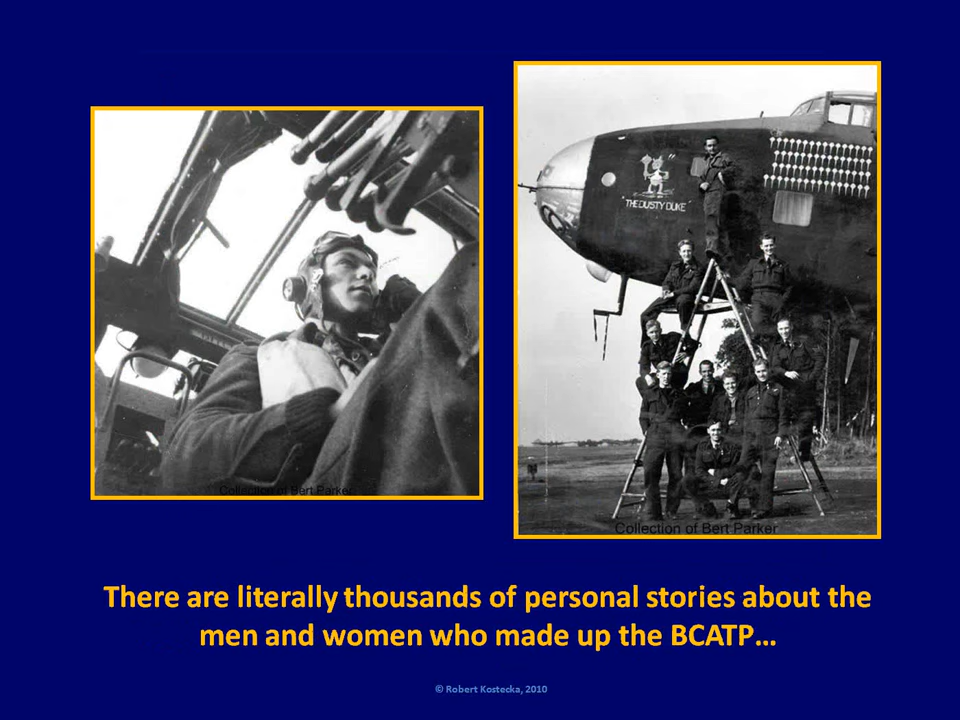 "THE DUSTY DUKE"
Collection of Bert Parker
Collection of Bert Parker
There are literally thousands of personal stories about the
men and women who made up the BCATP…
© Robert Kostecka, 2010